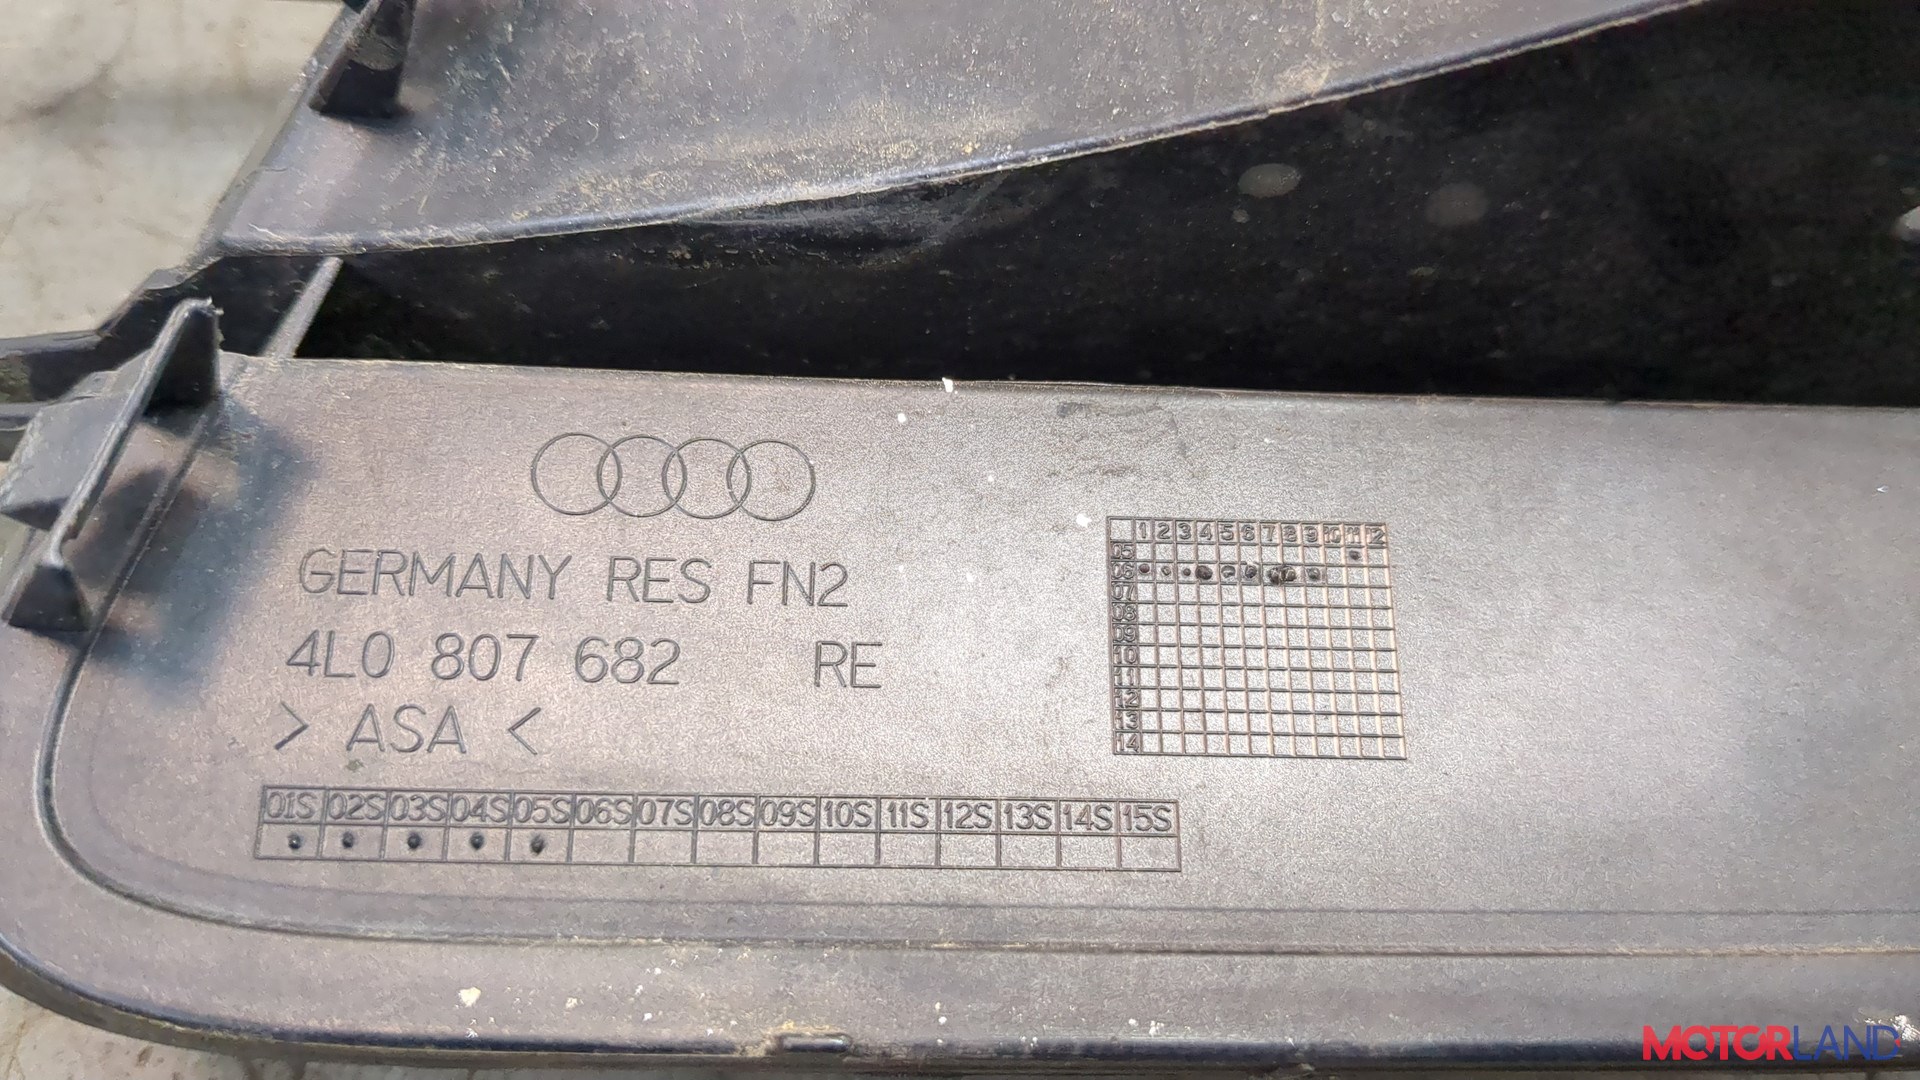 GERMANY RES FN2
4L0 807 682 RE
> ASA <
1 2 3 4 5 6 7 8 9 10 11 12
05
06
07
08
09
10
11
12
13
14
01S 02S 03S 04S 05S 06S 07S 08S 09S 10S 11S 12S 13S 14S 15S
MOTORLAND